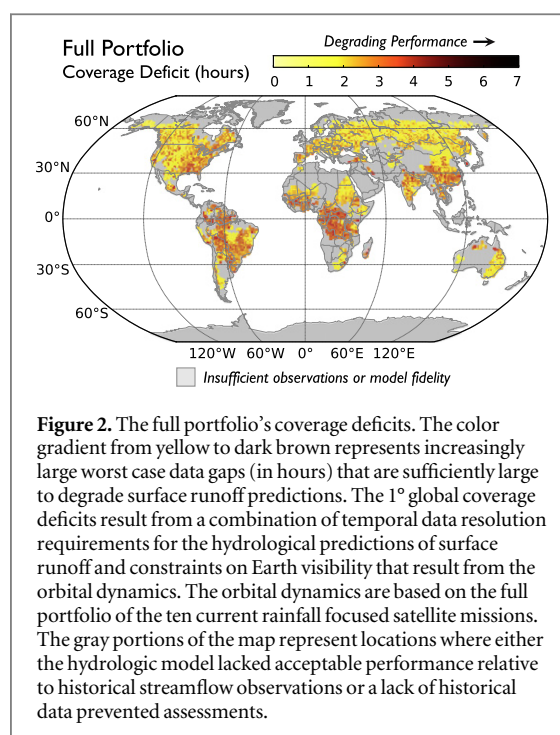 Full Portfolio
Coverage Deficit (hours)
Degrading Performance →
0 1 2 3 4 5 6 7
60°N
30°N
0°
30°S
60°S
120°W 60°W 0° 60°E 120°E
Insufficient observations or model fidelity
Figure 2. The full portfolio's coverage deficits. The color
gradient from yellow to dark brown represents increasingly
large worst case data gaps (in hours) that are sufficiently large
to degrade surface runoff predictions. The 1° global coverage
deficits result from a combination of temporal data resolution
requirements for the hydrological predictions of surface
runoff and constraints on Earth visibility that result from the
orbital dynamics. The orbital dynamics are based on the full
portfolio of the ten current rainfall focused satellite missions.
The gray portions of the map represent locations where either
the hydrologic model lacked acceptable performance relative
to historical streamflow observations or a lack of historical
data prevented assessments.